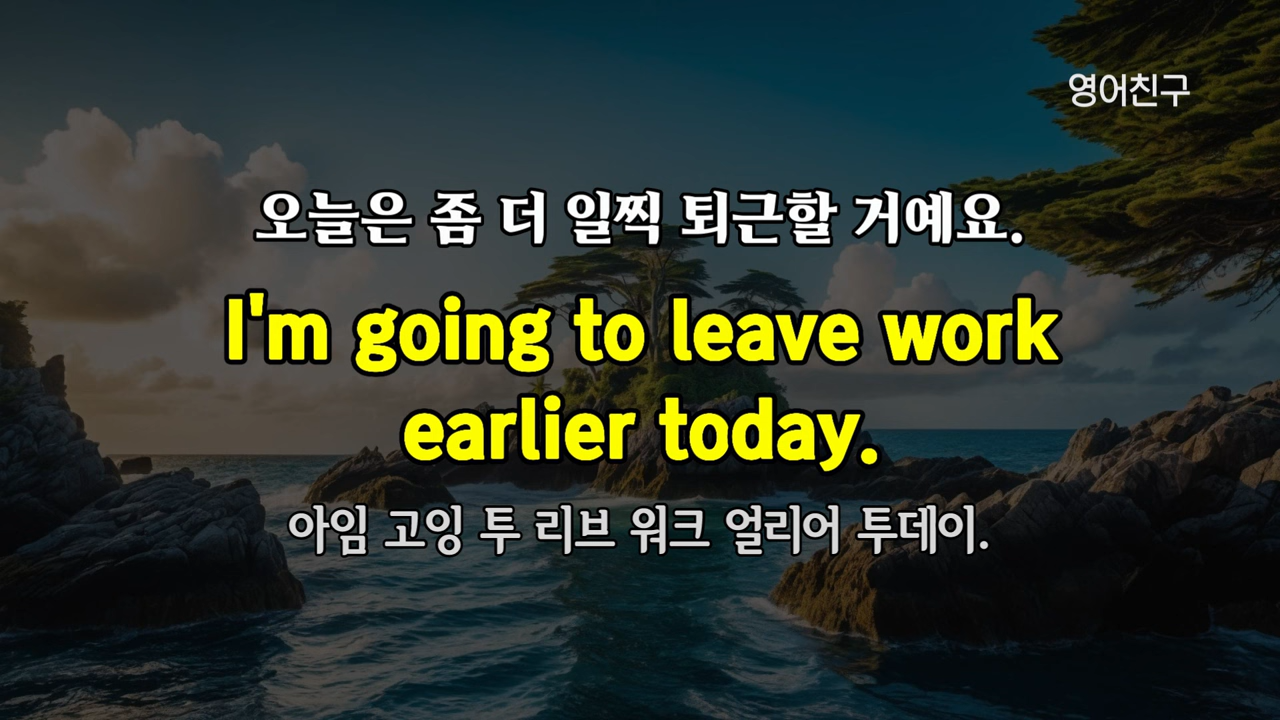 영어친구
오늘은 좀 더 일찍 퇴근할 거예요.
I'm going to leave work
earlier today.
아임 고잉 투 리브 워크 얼리어 투데이.